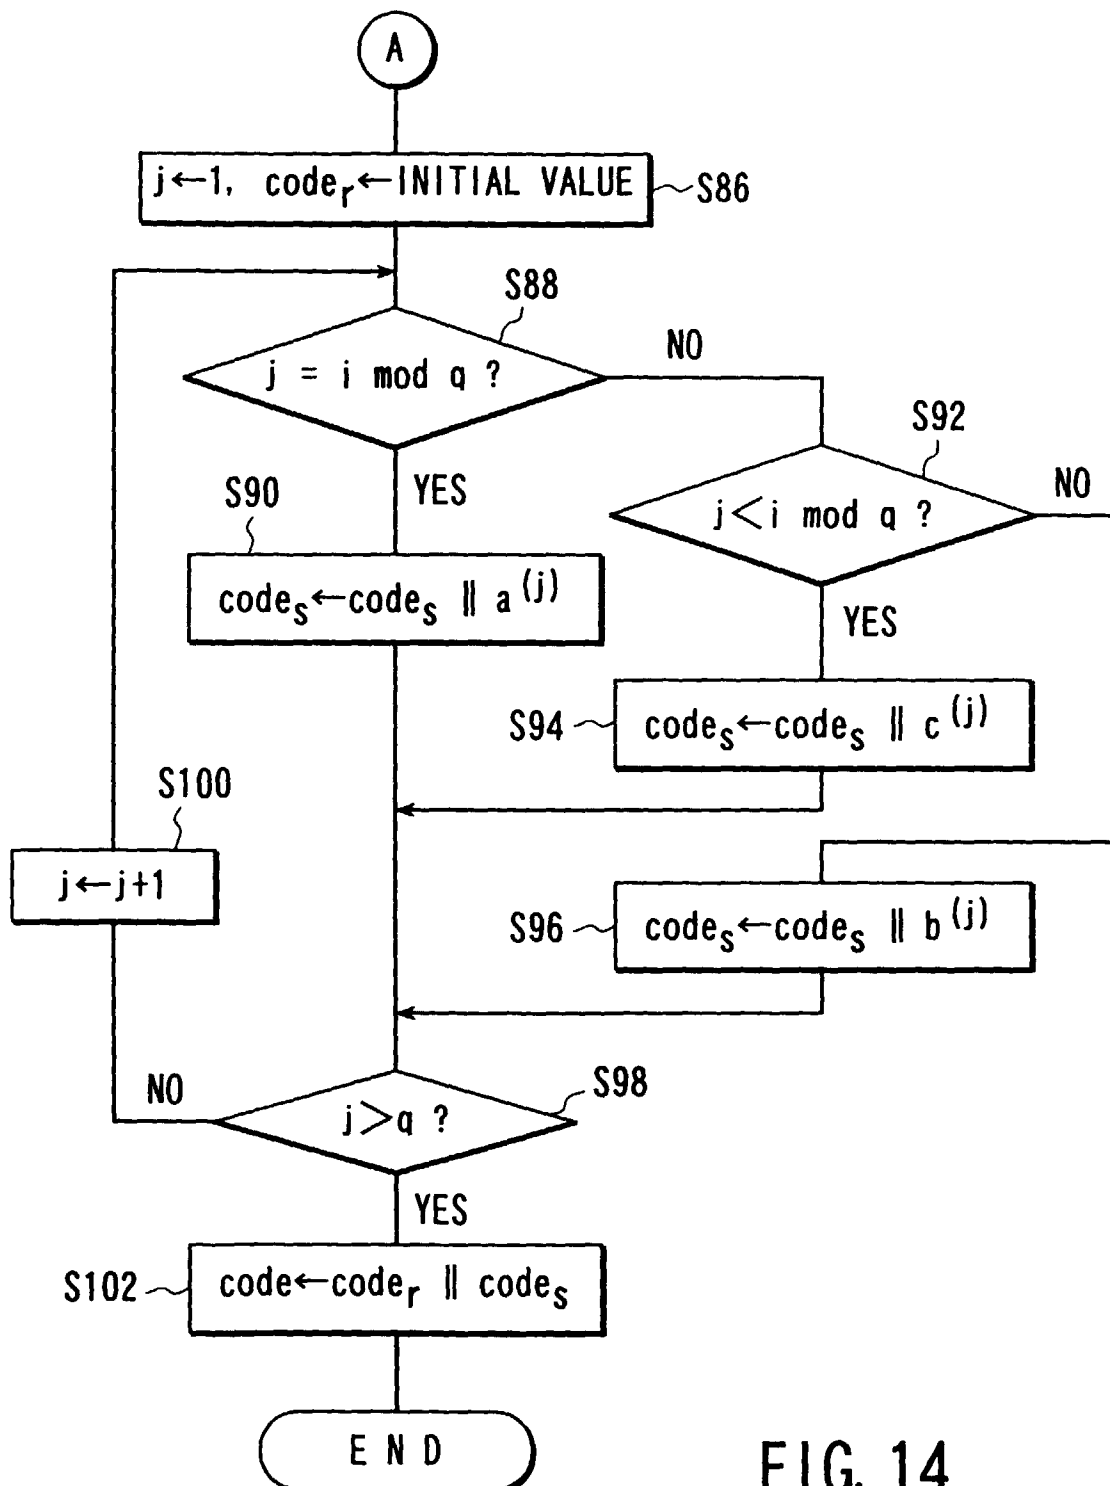 A
j←1, code_r←INITIAL VALUE
S86
S88
j = i mod q ?
NO
S92
j<i mod q ?
NO
S90
YES
code_s←code_s ∥ a^(j)
YES
S94
code_s←code_s ∥ c^(j)
S100
j←j+1
S96
code_s←code_s ∥ b^(j)
NO
S98
j>q ?
YES
S102
code←code_r ∥ code_s
END
FIG. 14